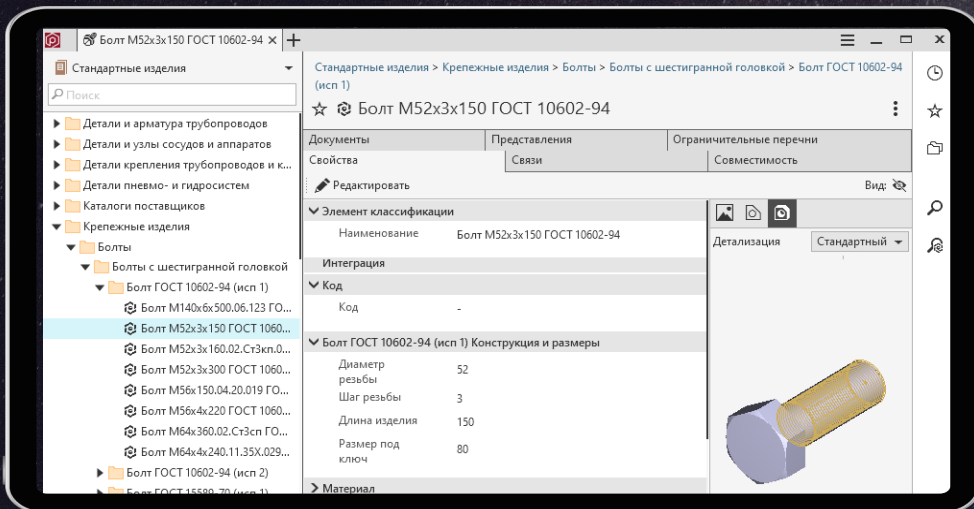 Болт М52х3х150 ГОСТ 10602-94
Стандартные изделия
Поиск
Детали и арматура трубопроводов
Детали и узлы сосудов и аппаратов
Детали крепления трубопроводов и к...
Детали пневмо- и гидросистем
Каталоги поставщиков
Крепежные изделия
Болты
Болты с шестигранной головкой
Болт ГОСТ 10602-94 (исп 1)
Болт М140х6х500.06.123 ГО...
Болт М52х3х150 ГОСТ 1060...
Болт М52х3х160.02.Ст3кп.0...
Болт М52х3х300 ГОСТ 1060...
Болт М56х150.04.20.019 ГО...
Болт М56х4х220 ГОСТ 1060...
Болт М64х360.02.Ст3сп ГО...
Болт М64х4х240.11.35Х.029...
Болт ГОСТ 10602-94 (исп 2)
Болт ГОСТ 15589-70 (исп 1)
Стандартные изделия > Крепежные изделия > Болты > Болты с шестигранной головкой > Болт ГОСТ 10602-94
(исп 1)
Болт М52х3х150 ГОСТ 10602-94
Документы Представления Ограничительные перечни
Свойства Связи Совместимость
Редактировать Вид:
Элемент классификации
Наименование Болт М52х3х150 ГОСТ 10602-94
Интеграция
Код
Код -
Болт ГОСТ 10602-94 (исп 1) Конструкция и размеры
Диаметр
резьбы 52
Шаг резьбы 3
Длина изделия 150
Размер под
ключ 80
Материал
Детализация Стандартный